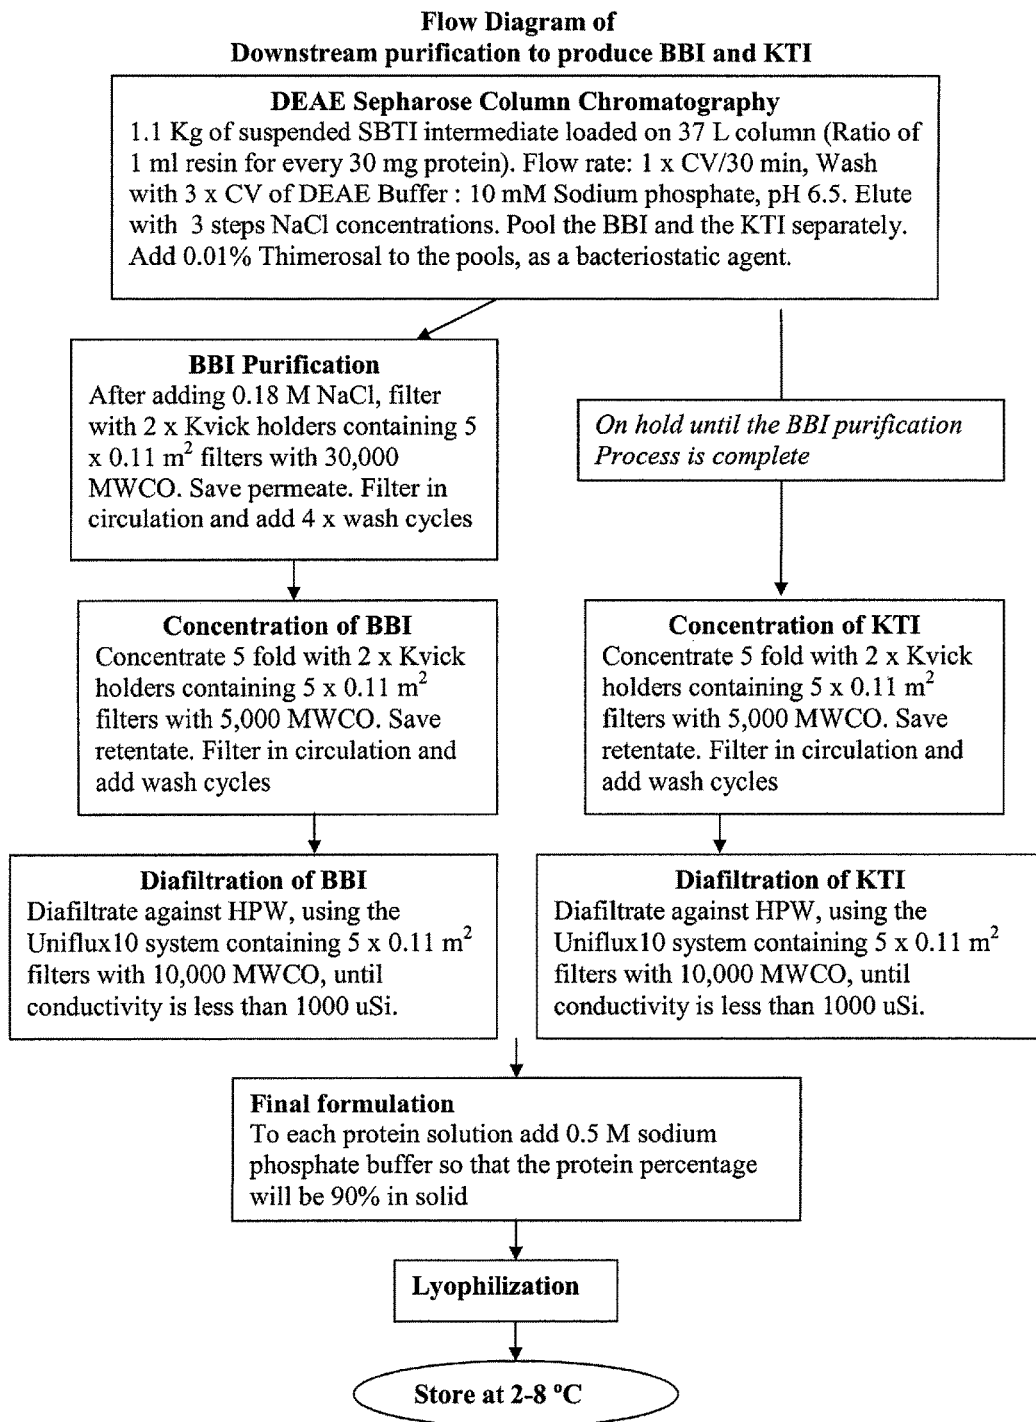 Flow Diagram of
Downstream purification to produce BBI and KTI
DEAE Sepharose Column Chromatography
1.1 Kg of suspended SBTI intermediate loaded on 37 L column (Ratio of
1 ml resin for every 30 mg protein). Flow rate: 1 x CV/30 min, Wash
with 3 x CV of DEAE Buffer : 10 mM Sodium phosphate, pH 6.5. Elute
with 3 steps NaCl concentrations. Pool the BBI and the KTI separately.
Add 0.01% Thimerosal to the pools, as a bacteriostatic agent.
BBI Purification
After adding 0.18 M NaCl, filter
with 2 x Kvick holders containing 5
x 0.11 m² filters with 30,000
MWCO. Save permeate. Filter in
circulation and add 4 x wash cycles
On hold until the BBI purification
Process is complete
Concentration of BBI
Concentrate 5 fold with 2 x Kvick
holders containing 5 x 0.11 m²
filters with 5,000 MWCO. Save
retentate. Filter in circulation and
add wash cycles
Concentration of KTI
Concentrate 5 fold with 2 x Kvick
holders containing 5 x 0.11 m²
filters with 5,000 MWCO. Save
retentate. Filter in circulation and
add wash cycles
Diafiltration of BBI
Diafiltrate against HPW, using the
Uniflux10 system containing 5 x 0.11 m²
filters with 10,000 MWCO, until
conductivity is less than 1000 uSi.
Diafiltration of KTI
Diafiltrate against HPW, using the
Uniflux10 system containing 5 x 0.11 m²
filters with 10,000 MWCO, until
conductivity is less than 1000 uSi.
Final formulation
To each protein solution add 0.5 M sodium
phosphate buffer so that the protein percentage
will be 90% in solid
Lyophilization
Store at 2-8 ºC